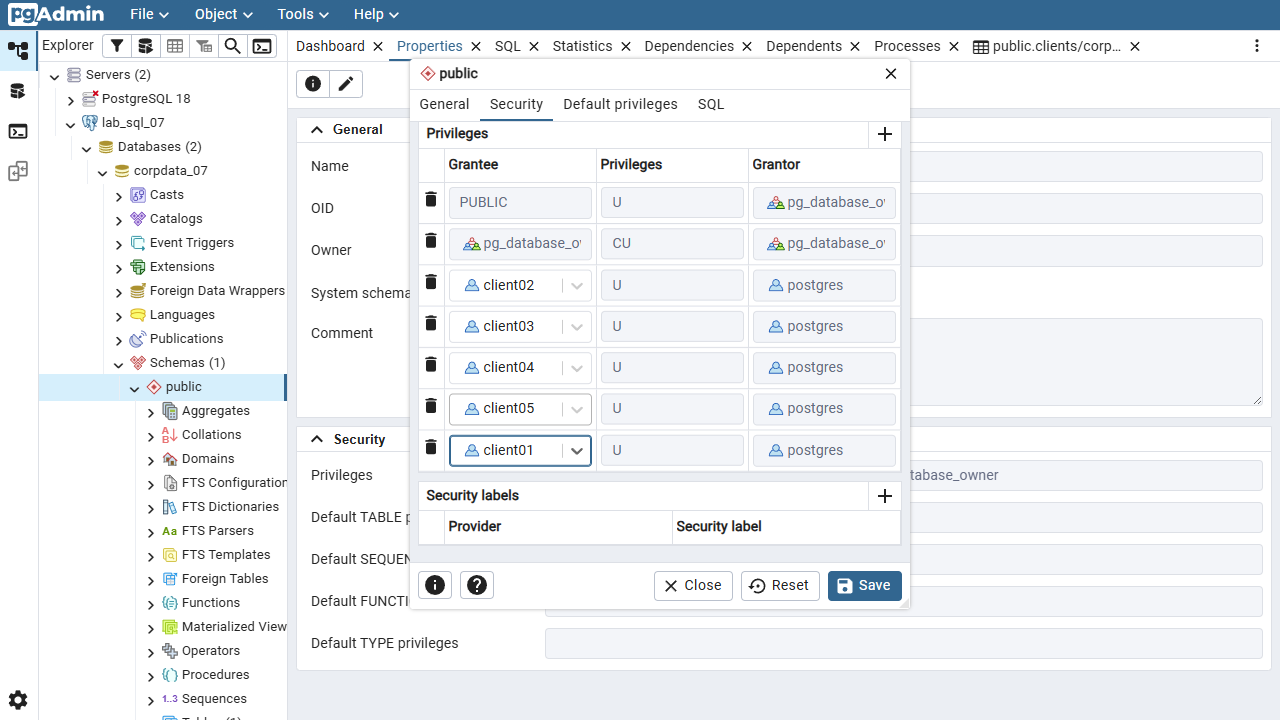 pgAdmin File Object Tools Help
Explorer
Dashboard Properties SQL Statistics Dependencies Dependents Processes public.clients/corp...
Servers (2)
PostgreSQL 18
lab_sql_07
Databases (2)
corpdata_07
Casts
Catalogs
Event Triggers
Extensions
Foreign Data Wrappers
Languages
Publications
Schemas (1)
public
Aggregates
Collations
Domains
FTS Configuration
FTS Dictionaries
Aa FTS Parsers
FTS Templates
Foreign Tables
Functions
Materialized View
Operators
Procedures
1..3 Sequences
General
Name
OID
Owner
System schema
Comment
Security
Privileges
tabase_owner
Default TABLE p
Default SEQUEN
Default FUNCTI
Default TYPE privileges
public
General Security Default privileges SQL
Privileges
Grantee Privileges Grantor
PUBLIC U pg_database_o
pg_database_o CU pg_database_o
client02 U postgres
client03 U postgres
client04 U postgres
client05 U postgres
client01 U postgres
Security labels
Provider Security label
Close Reset Save